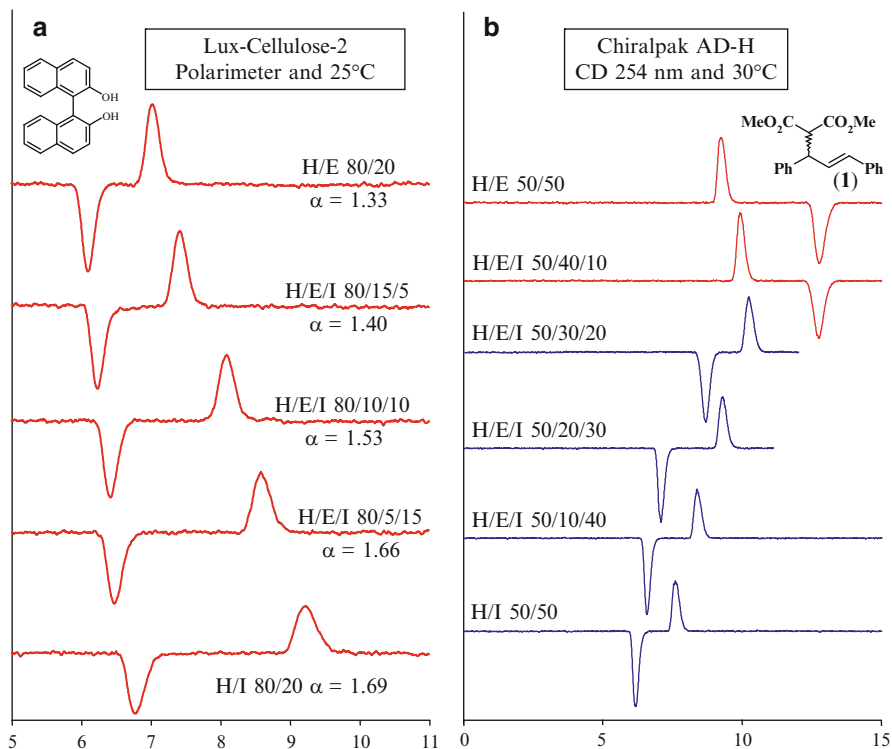 a
Lux-Cellulose-2
Polarimeter and 25°C
OH
OH
H/E 80/20
α = 1.33
H/E/I 80/15/5
α = 1.40
H/E/I 80/10/10
α = 1.53
H/E/I 80/5/15
α = 1.66
H/I 80/20 α = 1.69
5 6 7 8 9 10 11
b
Chiralpak AD-H
CD 254 nm and 30°C
MeO₂C CO₂Me
Ph Ph
(1)
H/E 50/50
H/E/I 50/40/10
H/E/I 50/30/20
H/E/I 50/20/30
H/E/I 50/10/40
H/I 50/50
0 5 10 15